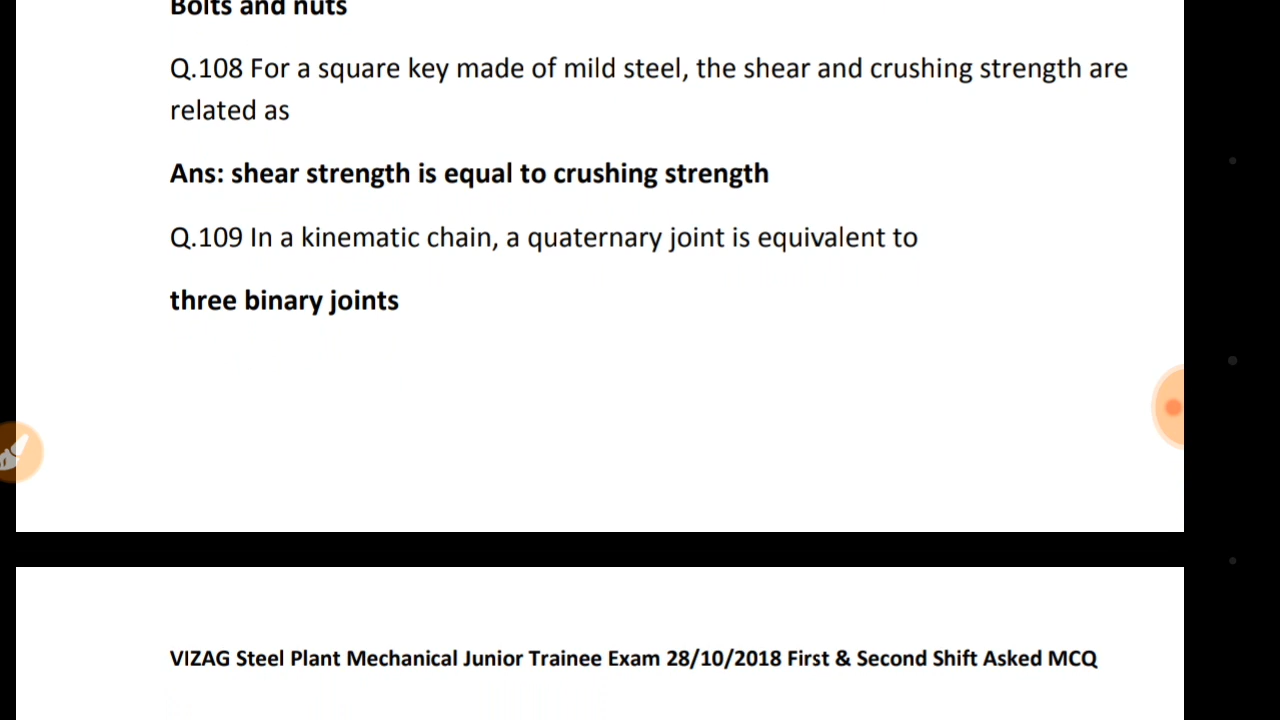 Bolts and nuts
Q.108 For a square key made of mild steel, the shear and crushing strength are
related as
Ans: shear strength is equal to crushing strength
Q.109 In a kinematic chain, a quaternary joint is equivalent to
three binary joints
VIZAG Steel Plant Mechanical Junior Trainee Exam 28/10/2018 First & Second Shift Asked MCQ